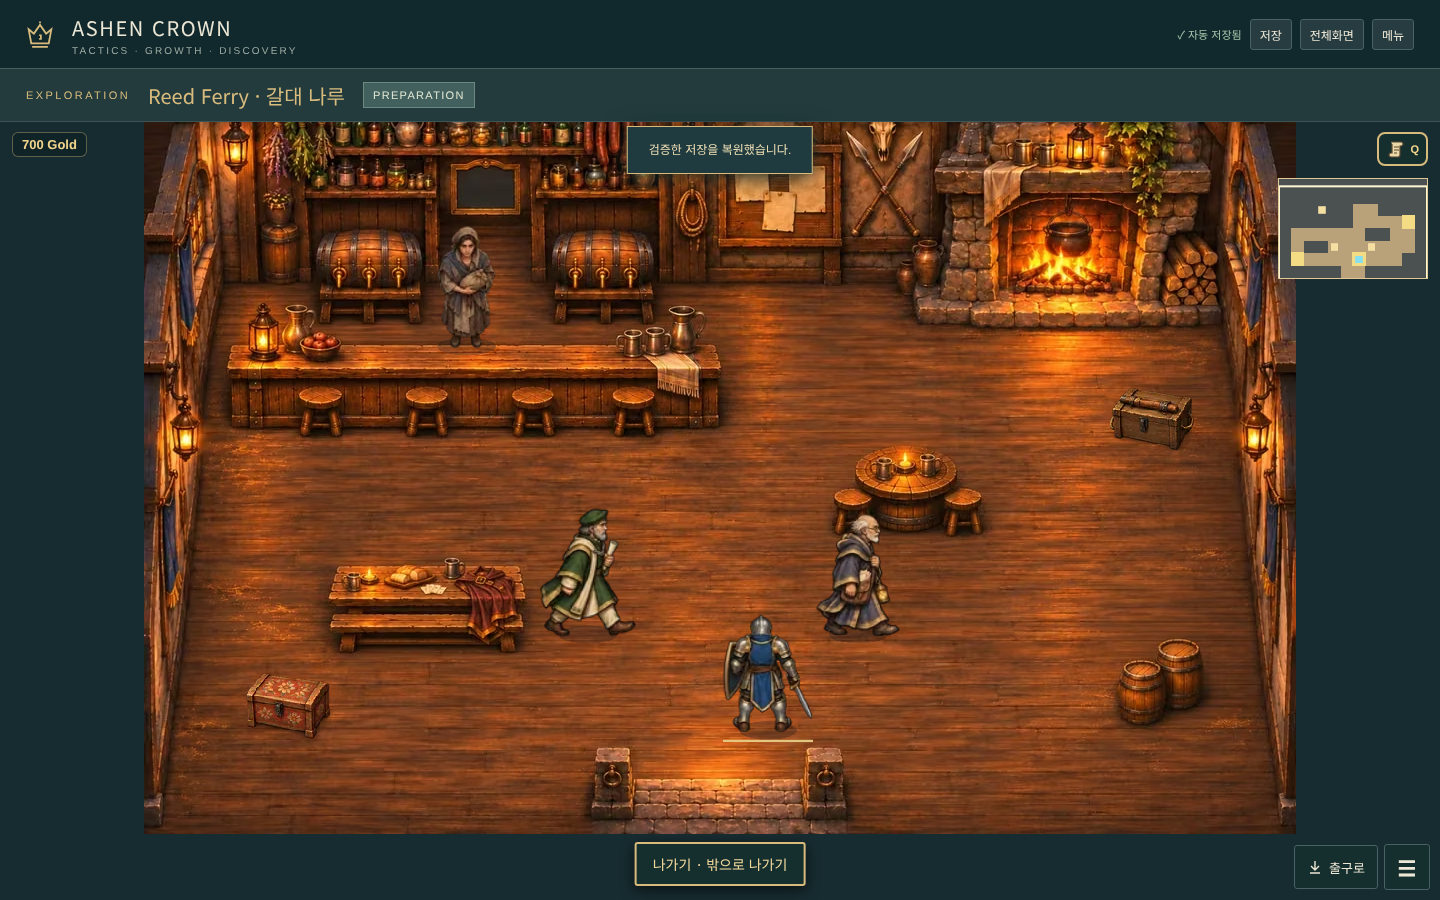 ASHEN CROWN
TACTICS · GROWTH · DISCOVERY
✓ 자동 저장됨
저장
전체화면
메뉴
EXPLORATION
Reed Ferry · 갈대 나루
PREPARATION
700 Gold
검증한 저장을 복원했습니다.
Q
나가기 · 밖으로 나가기
출구로